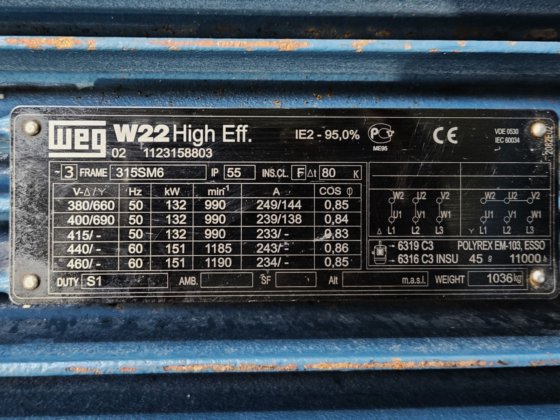 WEG W22 High Eff. IE2 - 95,0% PCT ME95 CE VDE 0530 IEC 60034
02 1123158803
~ 3 FRAME 315SM6 IP 55 INS.CL. F Δt 80 K
V-Δ/Y Hz kW min-1 A COS φ
380/660 50 132 990 249/144 0,85
400/690 50 132 990 239/138 0,84
415/- 50 132 990 233/- 0,83
440/- 60 151 1185 243/- 0,86
460/- 60 151 1190 234/- 0,85
W2 U2 V2 W2 U2 V2
U1 V1 W1 U1 V1 W1
Δ L1 L2 L3 Y L1 L2 L3
6319 C3 POLYREX EM-103, ESSO
6316 C3 INSU 45 g 11000 h
DUTY S1 AMB. SF Alt m.a.s.l. WEIGHT 1036kg